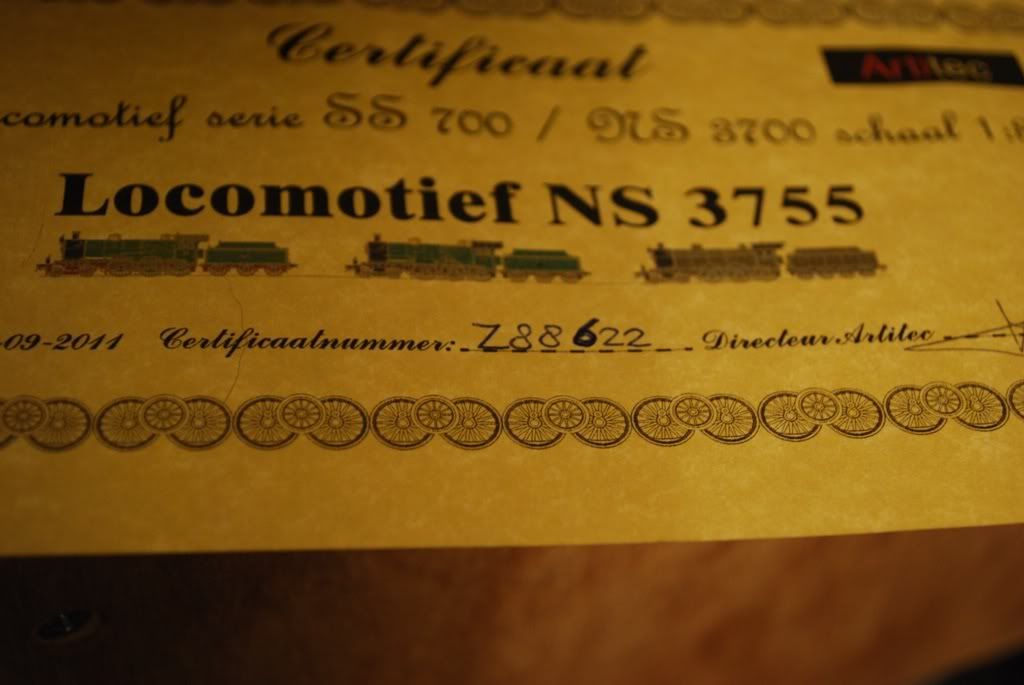 Certificaat
Artitec
comotief serie SS 700 / NS 3700 schaal 1:8
Locomotief NS 3755
-09-2011 Certificaatnummer: Z88622 Directeur Artitec